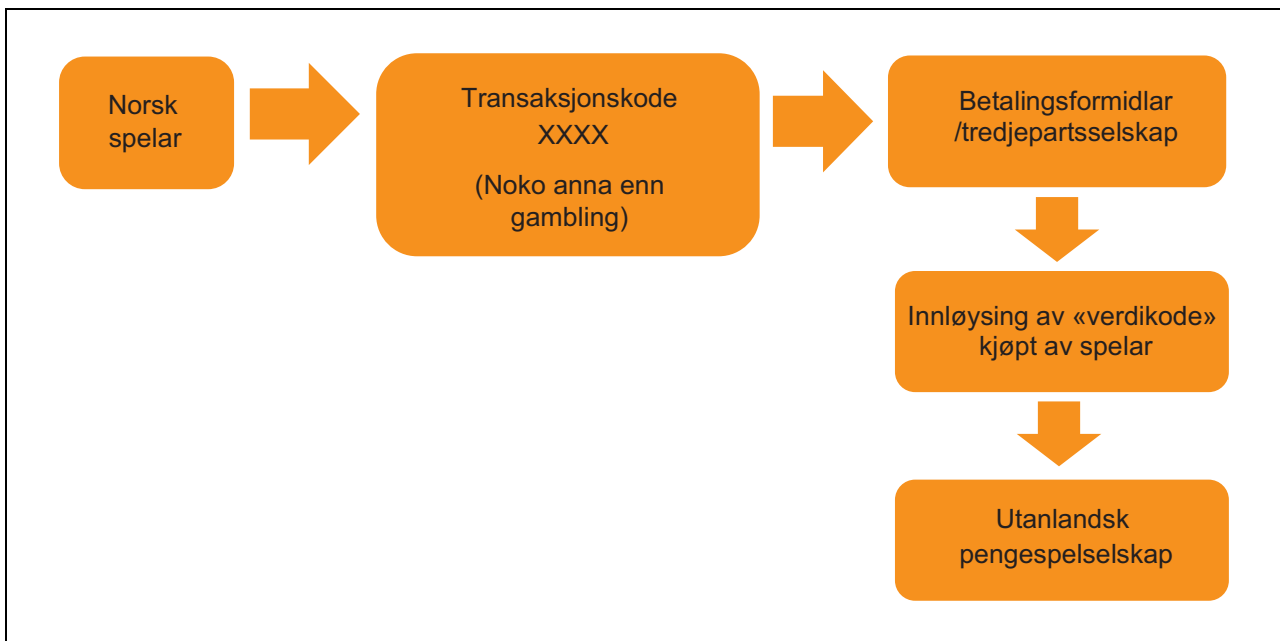 Norsk
spelar
Transaksjonskode
XXXX
(Noko anna enn
gambling)
Betalingsformidlar
/tredjepartsselskap
Innløysing av «verdikode»
kjøpt av spelar
Utanlandsk
pengespelselskap